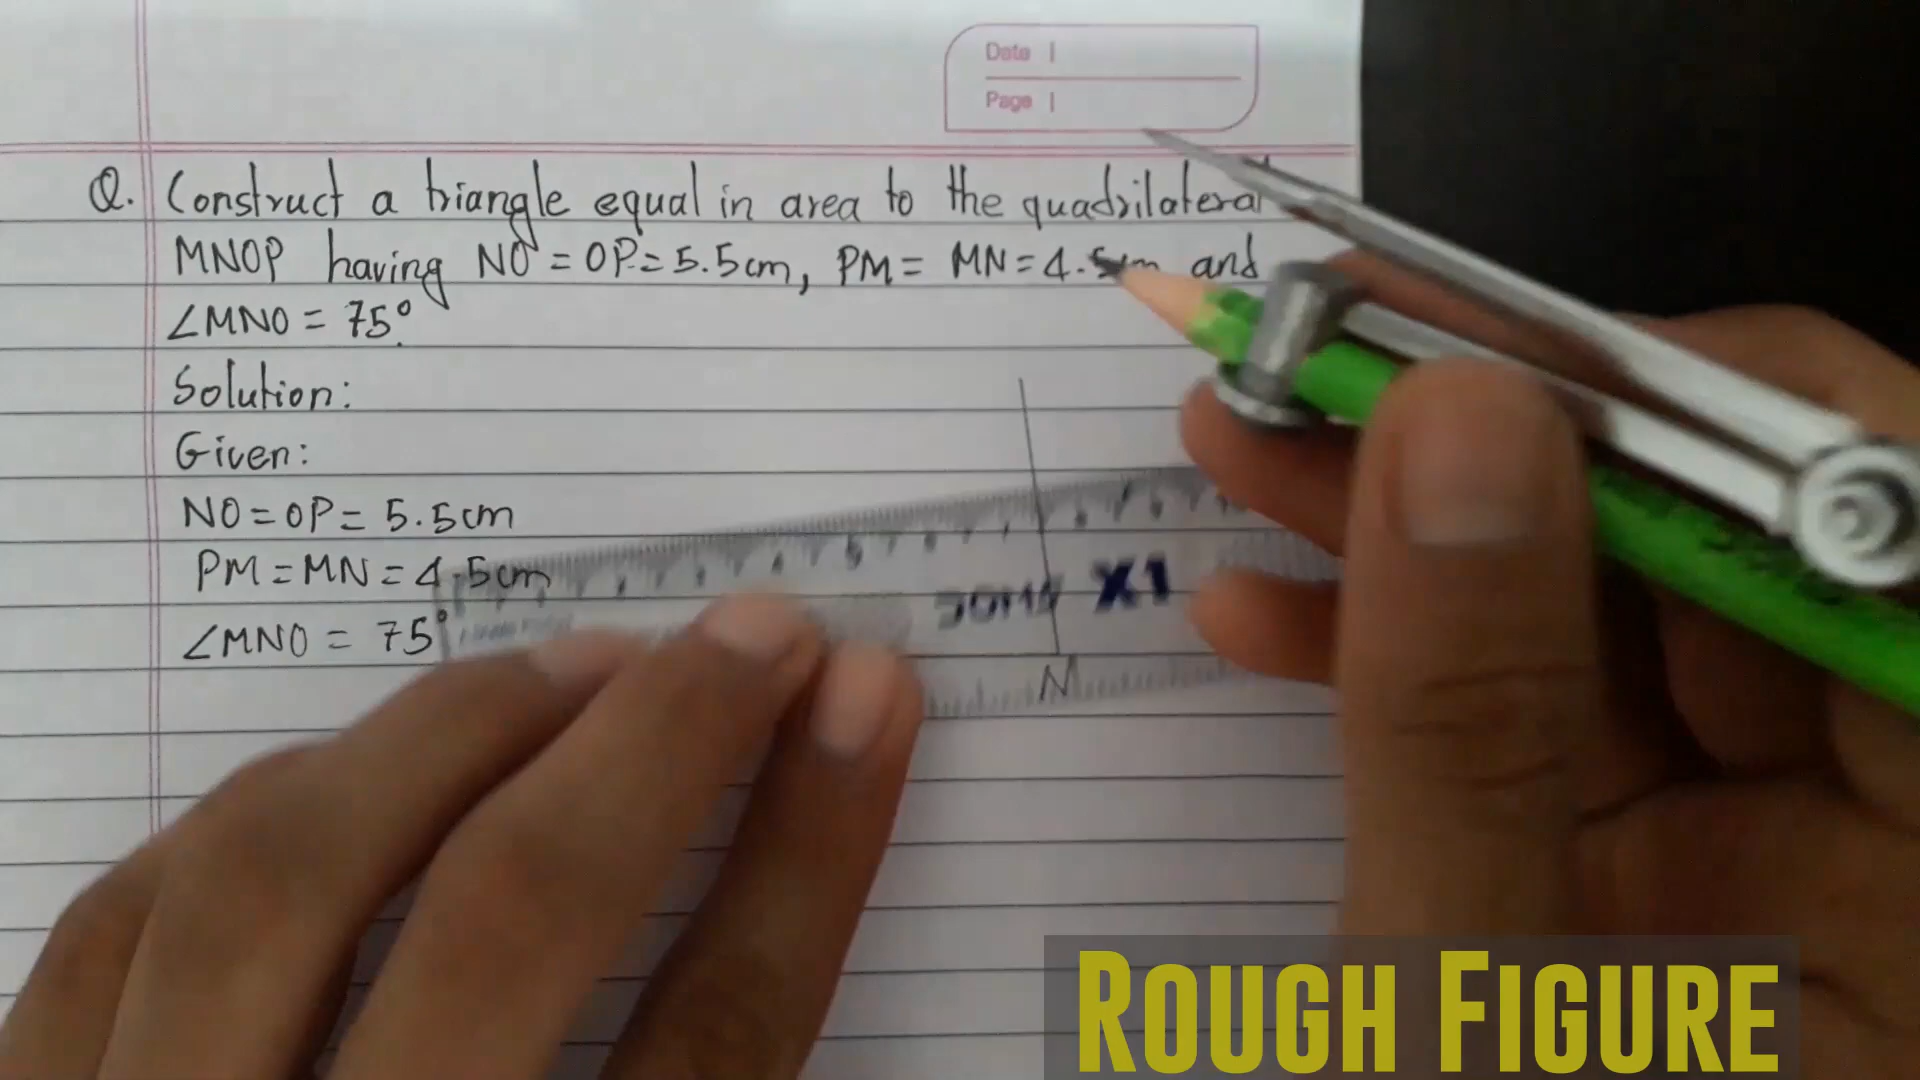 Date |
Page |
Q. Construct a triangle equal in area to the quadrilateral
MNOP having NO = OP = 5.5cm, PM = MN = 4.5cm and
∠MNO = 75°
Solution:
Given:
NO = OP = 5.5cm
PM = MN = 4.5cm
∠MNO = 75°
X1
N
ROUGH FIGURE